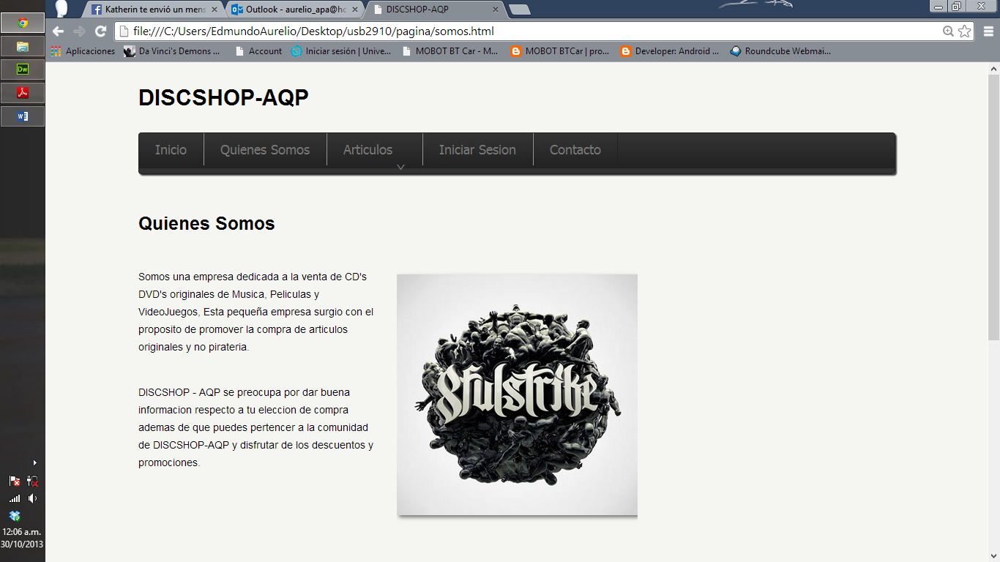 Katherin te envió un mens
Outlook - aurelio_apa@ho
DISCSHOP-AQP
file:///C:/Users/EdmundoAurelio/Desktop/usb2910/pagina/somos.html
Aplicaciones
Da Vinci's Demons ...
Account
Iniciar sesión | Unive...
MOBOT BT Car - M...
MOBOT BTCar | pro...
Developer: Android ...
Roundcube Webmai...
Dw
DISCSHOP-AQP
Inicio
Quienes Somos
Articulos
Iniciar Sesion
Contacto
Quienes Somos
Somos una empresa dedicada a la venta de CD's
DVD's originales de Musica, Peliculas y
VideoJuegos, Esta pequeña empresa surgio con el
proposito de promover la compra de articulos
originales y no pirateria.
DISCSHOP - AQP se preocupa por dar buena
informacion respecto a tu eleccion de compra
ademas de que puedes pertencer a la comunidad
de DISCSHOP-AQP y disfrutar de los descuentos y
promociones.
8fulstrike
12:06 a.m.
30/10/2013